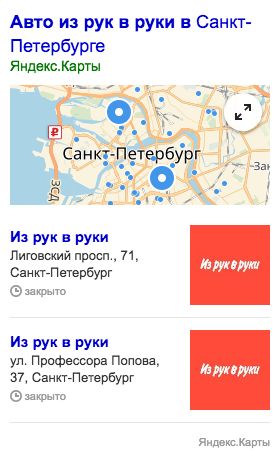 Авто из рук в руки в Санкт-
Петербурге
Яндекс.Карты
₽
Санкт-Петербург
ЗСД
Из рук в руки
Лиговский просп., 71,
Санкт-Петербург
закрыто
Из рук в руки
Из рук в руки
ул. Профессора Попова,
37, Санкт-Петербург
закрыто
Из рук в руки
Яндекс.Карты